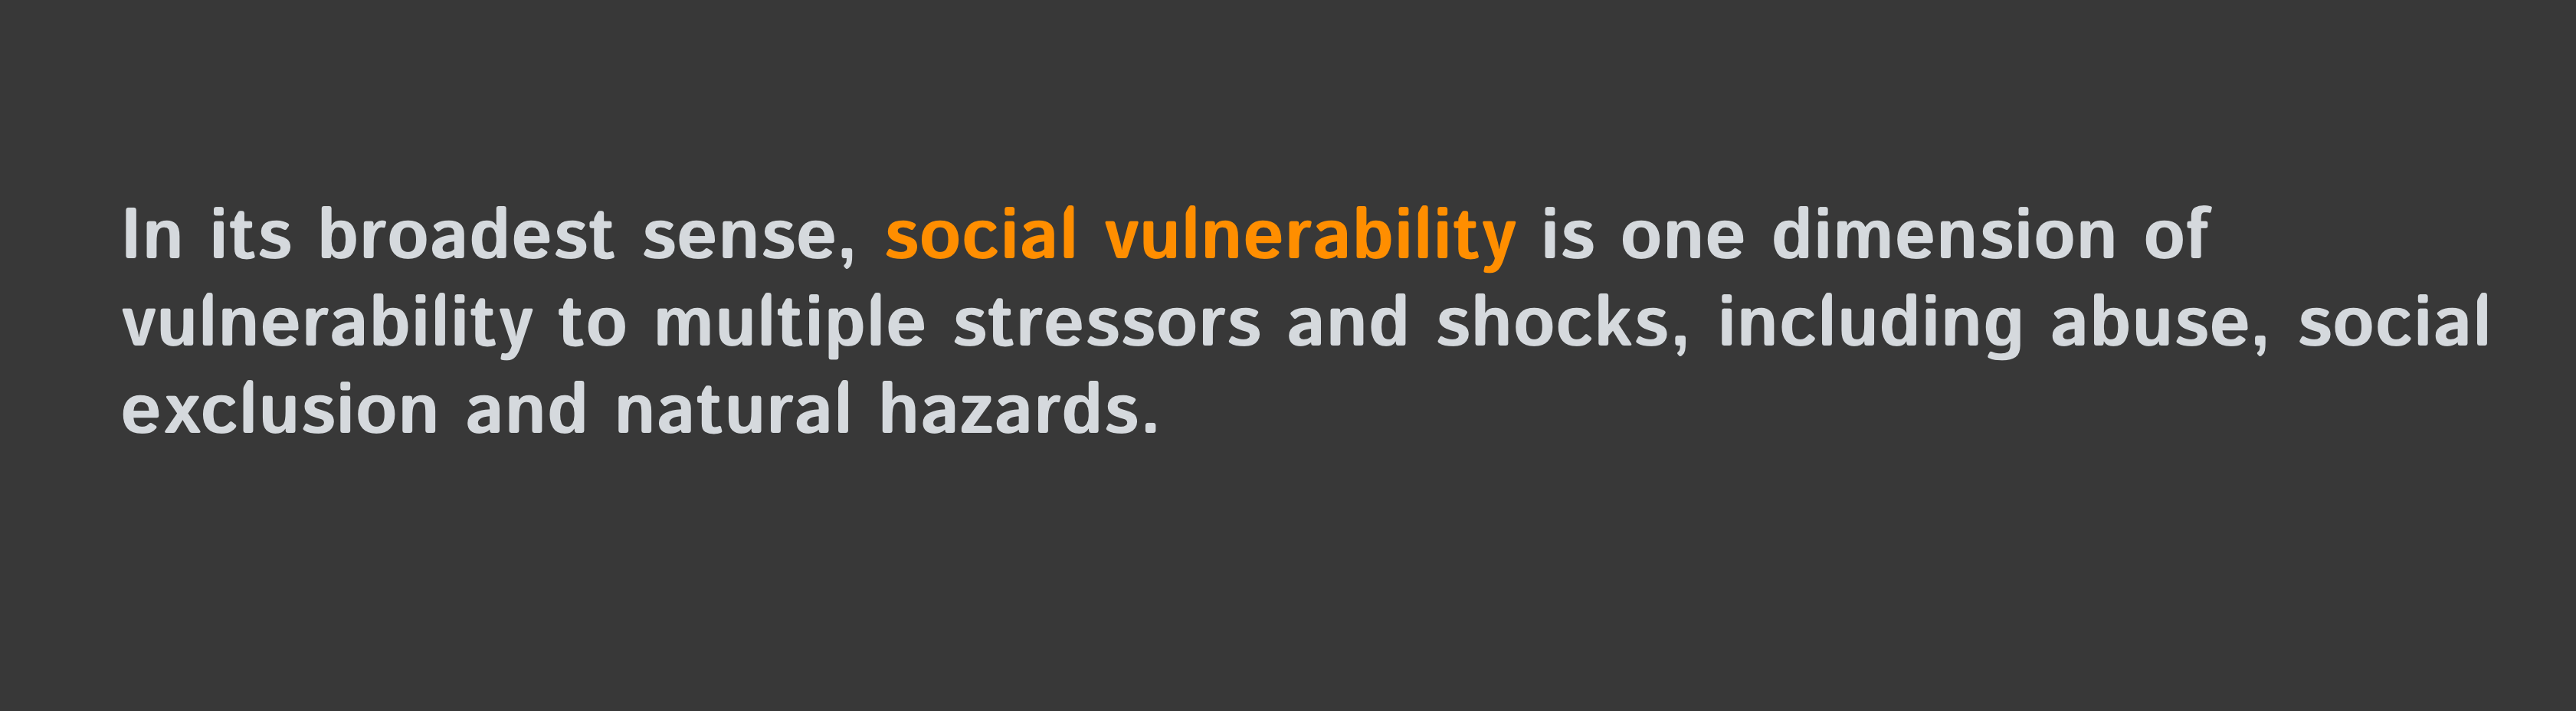 In its broadest sense, social vulnerability is one dimension of
vulnerability to multiple stressors and shocks, including abuse, social
exclusion and natural hazards.